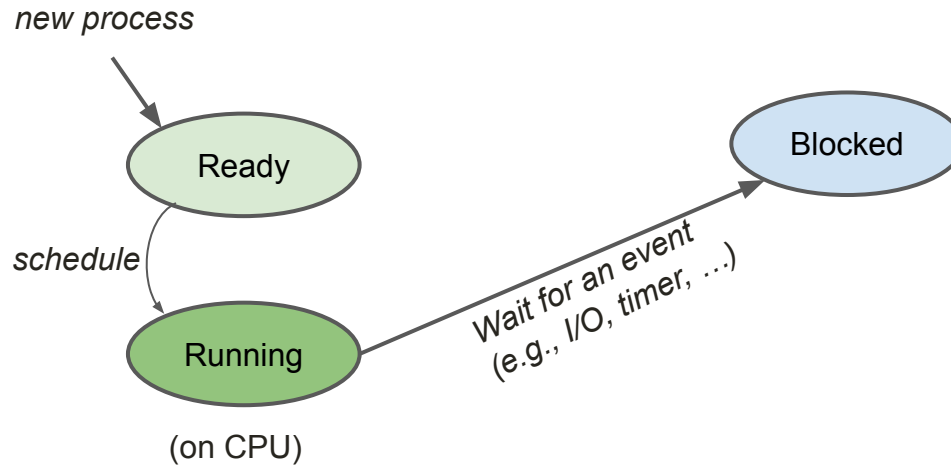 new process
Ready
Blocked
schedule
Wait for an event
(e.g., I/O, timer, …)
Running
(on CPU)